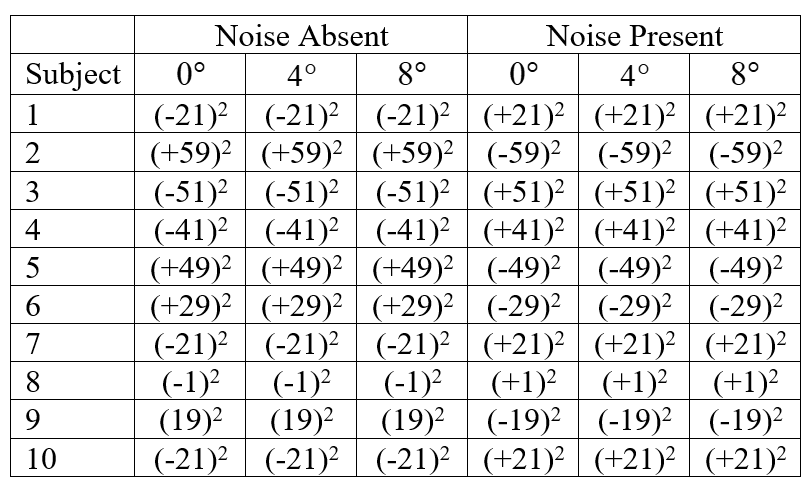 Noise Absent Noise Present
Subject 0° 4° 8° 0° 4° 8°
1 (-21)² (-21)² (-21)² (+21)² (+21)² (+21)²
2 (+59)² (+59)² (+59)² (-59)² (-59)² (-59)²
3 (-51)² (-51)² (-51)² (+51)² (+51)² (+51)²
4 (-41)² (-41)² (-41)² (+41)² (+41)² (+41)²
5 (+49)² (+49)² (+49)² (-49)² (-49)² (-49)²
6 (+29)² (+29)² (+29)² (-29)² (-29)² (-29)²
7 (-21)² (-21)² (-21)² (+21)² (+21)² (+21)²
8 (-1)² (-1)² (-1)² (+1)² (+1)² (+1)²
9 (19)² (19)² (19)² (-19)² (-19)² (-19)²
10 (-21)² (-21)² (-21)² (+21)² (+21)² (+21)²